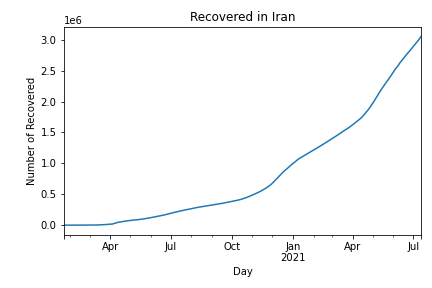 Recovered in Iran
1e6
3.0
2.5
2.0
1.5
1.0
0.5
0.0
Number of Recovered
Apr
Jul
Oct
Jan
2021
Apr
Jul
Day